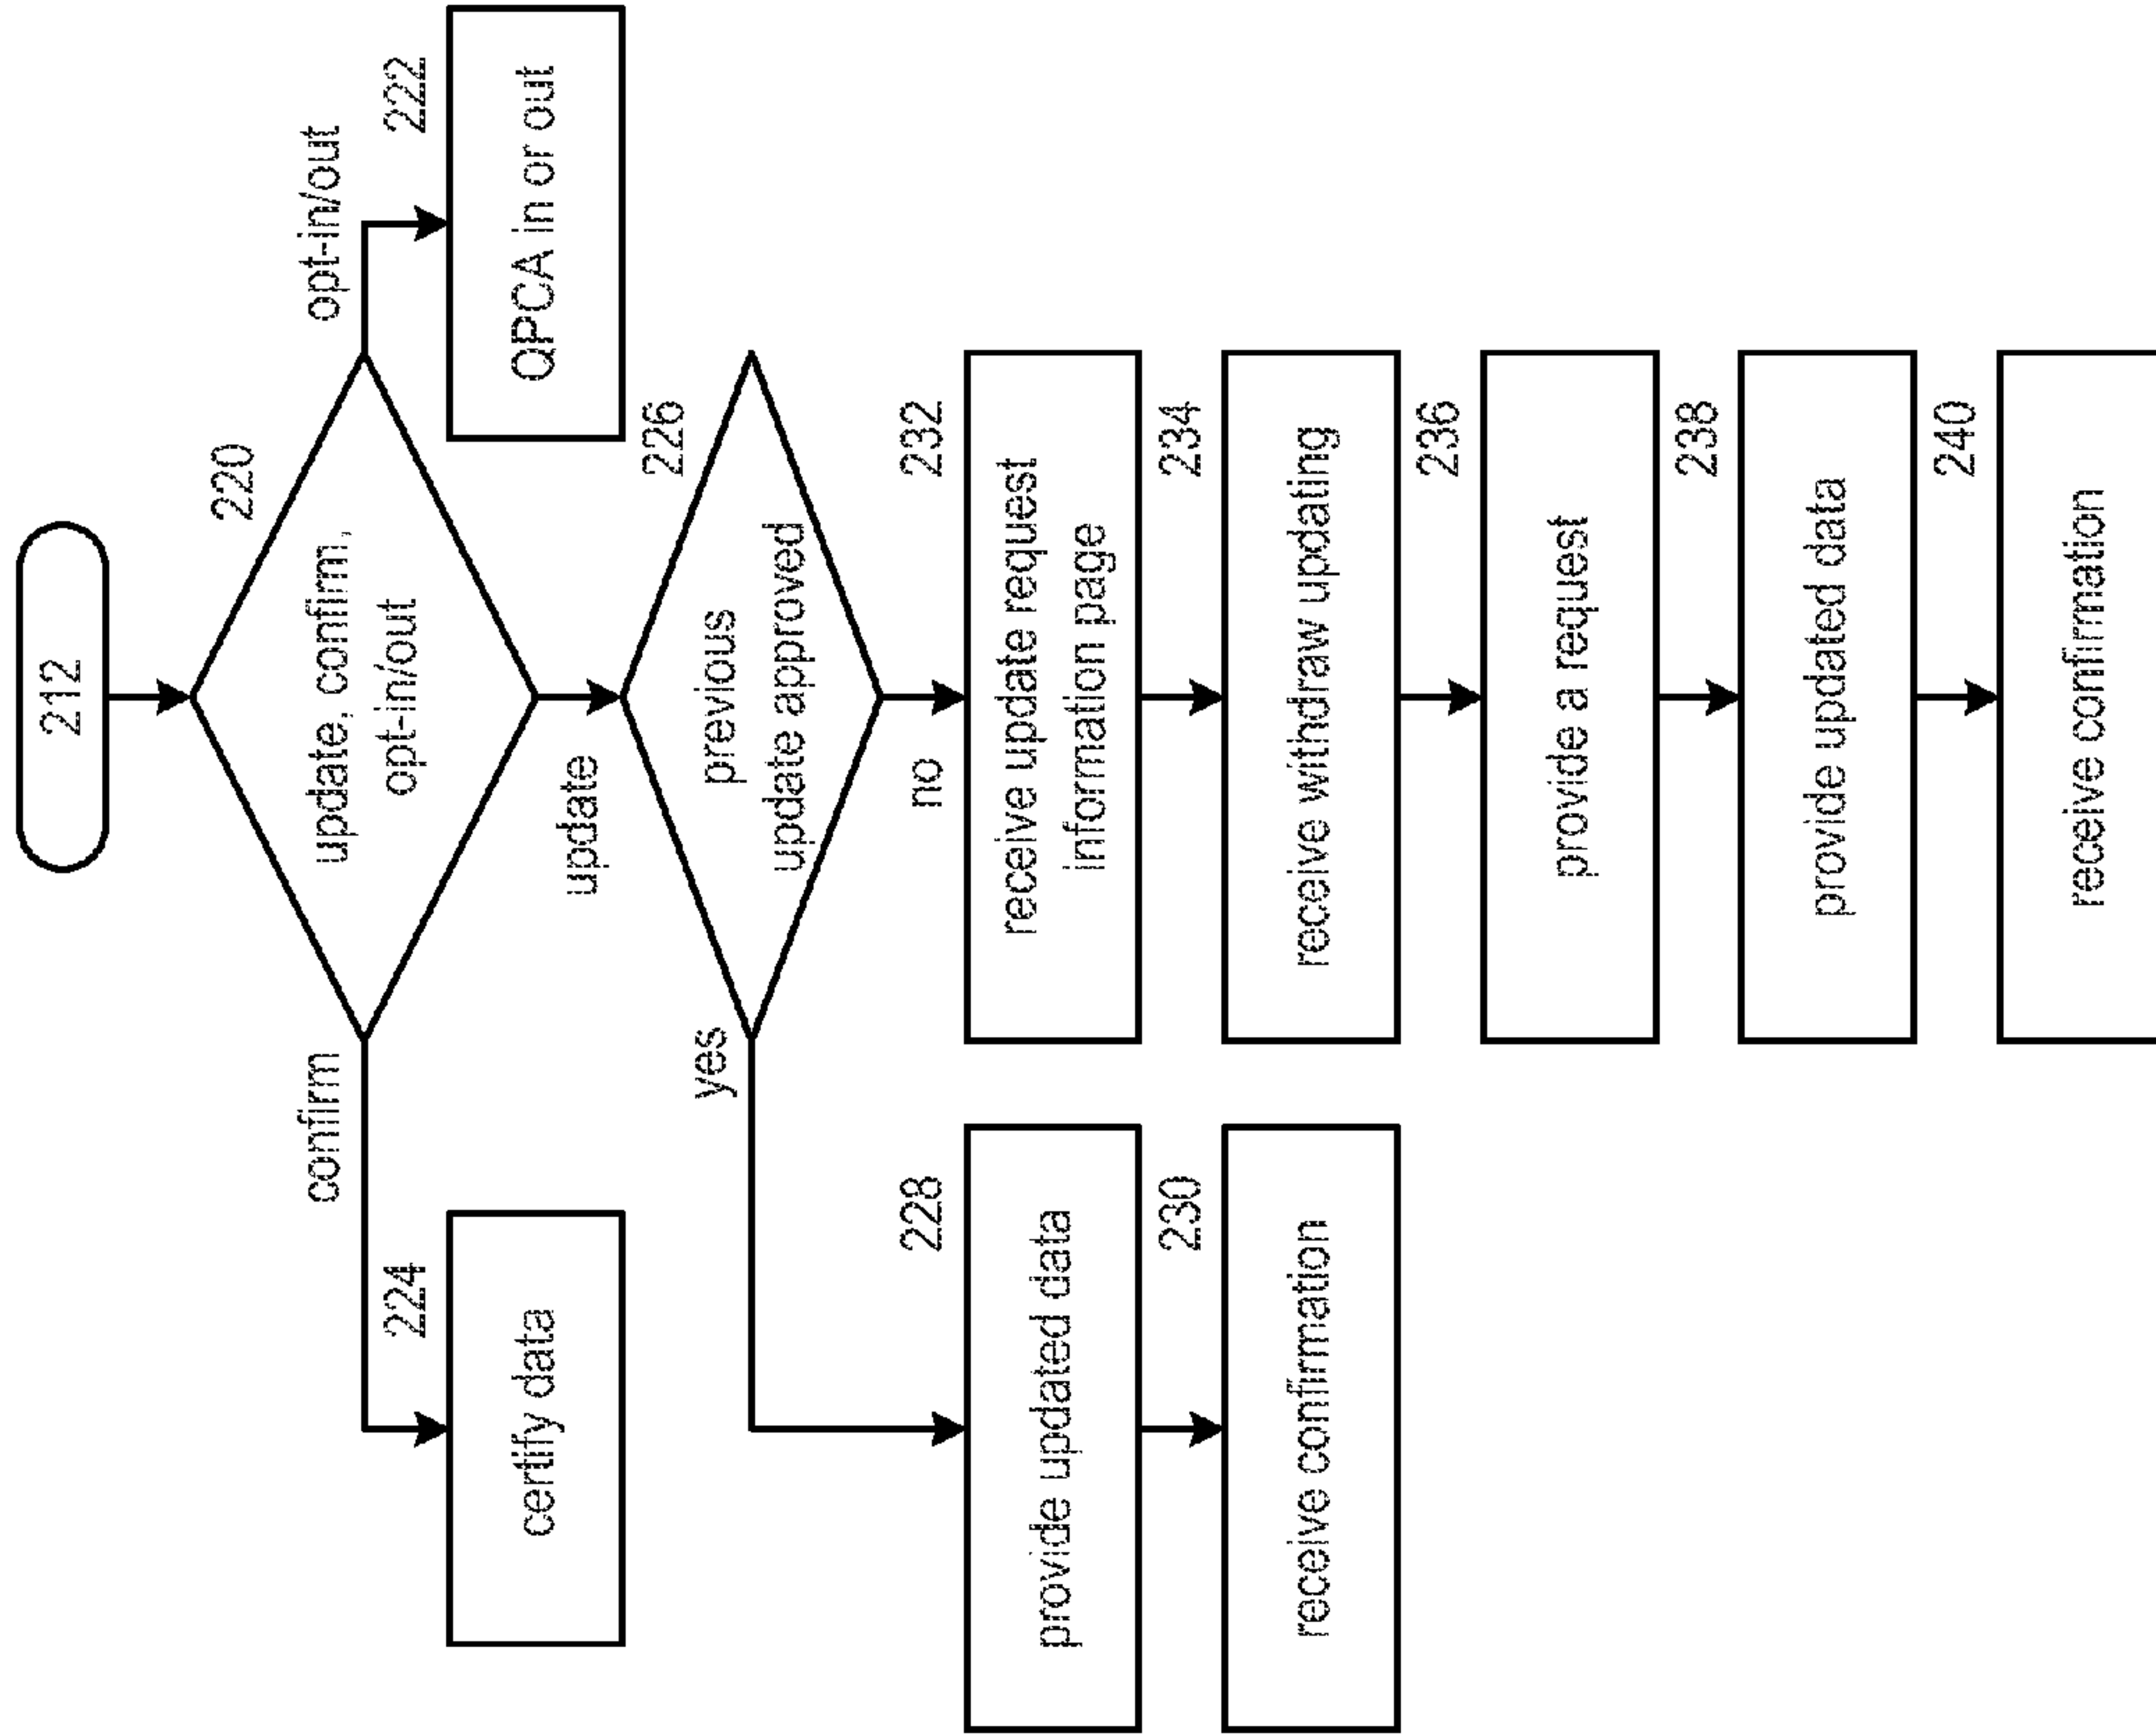 212
220
update, confirm,
opt-in/out
confirm
opt-in/out
224
certify data
222
QPCA in or out
update
226
previous
update approved
yes
no
228
provide updated data
230
receive confirmation
232
receive update request
information page
234
receive withdraw updating
236
provide a request
238
provide updated data
240
receive confirmation